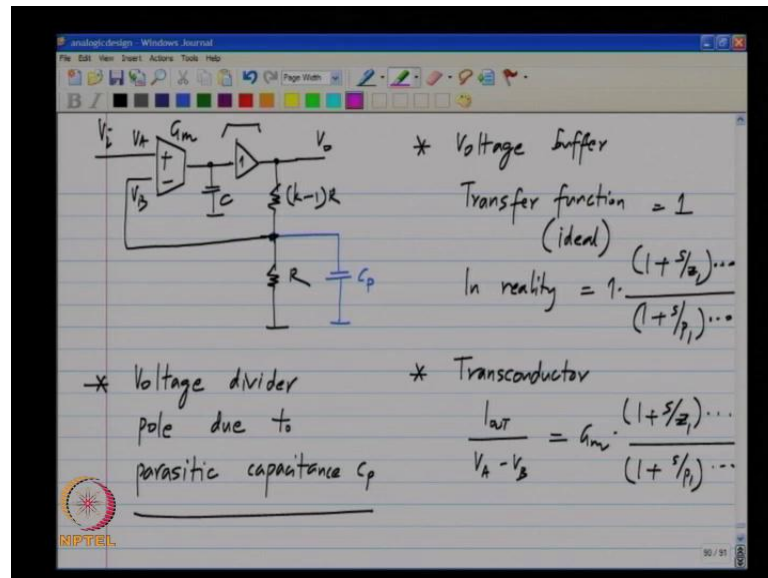 analogicdesign - Windows Journal
File Edit View Insert Actions Tools Help
Page Width
B I
Vi VA Gm 1 Vo
+
-
VB
C
(k-1)R
R Cp
* Voltage divider
pole due to
parasitic capacitance Cp
* Voltage buffer
Transfer function = 1
(ideal)
In reality = 1. (1+s/z1)...
(1+s/p1)...
* Transconductor
IOUT / VA - VB = Gm. (1+s/z1)...
(1+s/p1)...
NPTEL
90 / 91